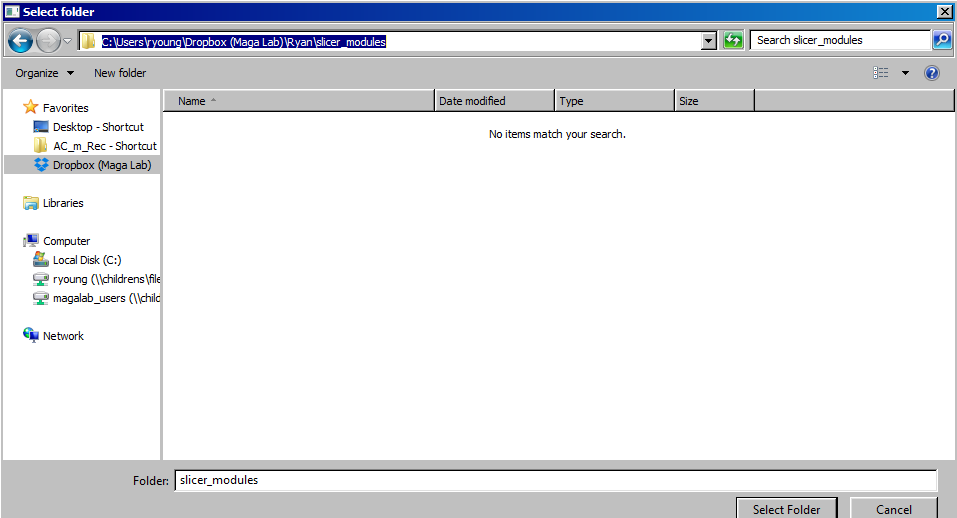 Select folder
C:\Users\ryoung\Dropbox (Maga Lab)\Ryan\slicer_modules
Search slicer_modules
Organize
New folder
Name
Date modified
Type
Size
Favorites
Desktop - Shortcut
AC_m_Rec - Shortcut
Dropbox (Maga Lab)
Libraries
Computer
Local Disk (C:)
ryoung (\\childrens\file
magalab_users (\\child
Network
No items match your search.
Folder:
slicer_modules
Select Folder
Cancel